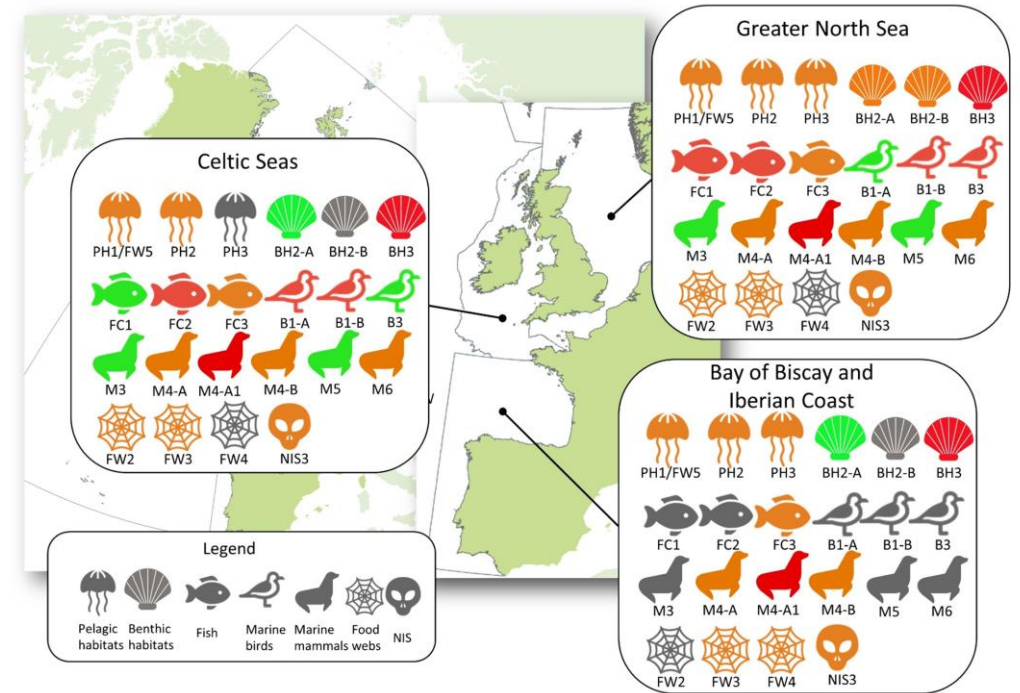 Greater North Sea
PH1/FW5 PH2 PH3 BH2-A BH2-B BH3
FC1 FC2 FC3 B1-A B1-B B3
M3 M4-A M4-A1 M4-B M5 M6
FW2 FW3 FW4 NIS3
Celtic Seas
PH1/FW5 PH2 PH3 BH2-A BH2-B BH3
FC1 FC2 FC3 B1-A B1-B B3
M3 M4-A M4-A1 M4-B M5 M6
FW2 FW3 FW4 NIS3
Bay of Biscay and
Iberian Coast
PH1/FW5 PH2 PH3 BH2-A BH2-B BH3
FC1 FC2 FC3 B1-A B1-B B3
M3 M4-A M4-A1 M4-B M5 M6
FW2 FW3 FW4 NIS3
Legend
Pelagic
habitats
Benthic
habitats
Fish
Marine
birds
Marine
mammals
Food
webs
NIS